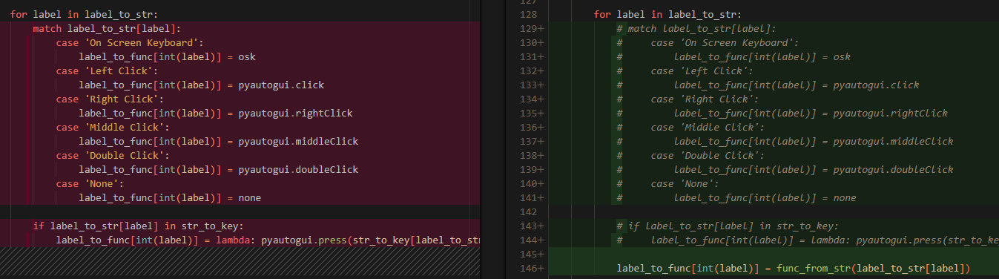 for label in label_to_str:
    match label_to_str[label]:
        case 'On Screen Keyboard':
            label_to_func[int(label)] = osk
        case 'Left Click':
            label_to_func[int(label)] = pyautogui.click
        case 'Right Click':
            label_to_func[int(label)] = pyautogui.rightClick
        case 'Middle Click':
            label_to_func[int(label)] = pyautogui.middleClick
        case 'Double Click':
            label_to_func[int(label)] = pyautogui.doubleClick
        case 'None':
            label_to_func[int(label)] = none
    if label_to_str[label] in str_to_key:
        label_to_func[int(label)] = lambda: pyautogui.press(str_to_key[label_to_str
127
128 for label in label_to_str:
129+ # match label_to_str[label]:
130+ #     case 'On Screen Keyboard':
131+ #         label_to_func[int(label)] = osk
132+ #     case 'Left Click':
133+ #         label_to_func[int(label)] = pyautogui.click
134+ #     case 'Right Click':
135+ #         label_to_func[int(label)] = pyautogui.rightClick
136+ #     case 'Middle Click':
137+ #         label_to_func[int(label)] = pyautogui.middleClick
138+ #     case 'Double Click':
139+ #         label_to_func[int(label)] = pyautogui.doubleClick
140+ #     case 'None':
141+ #         label_to_func[int(label)] = none
142
143+ # if label_to_str[label] in str_to_key:
144+ #     label_to_func[int(label)] = lambda: pyautogui.press(str_to_ke
145+
146+ label_to_func[int(label)] = func_from_str(label_to_str[label])